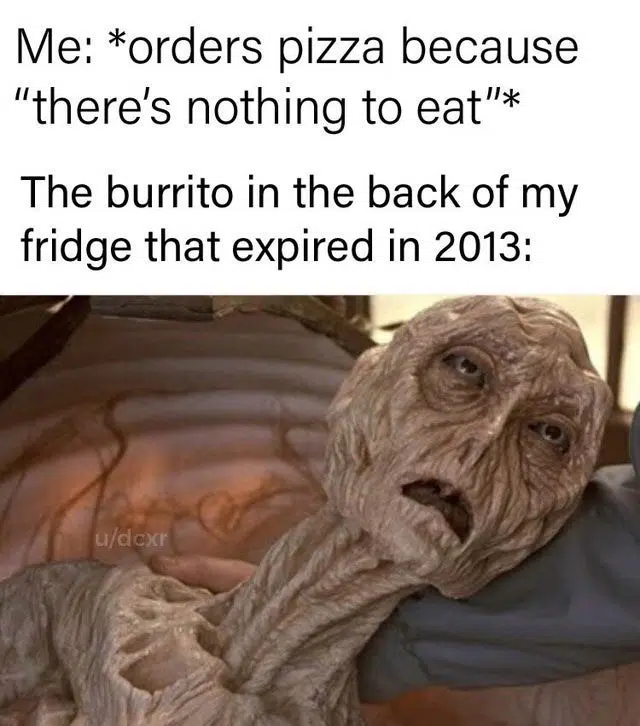 Me: *orders pizza because
“there’s nothing to eat”*
The burrito in the back of my
fridge that expired in 2013:
u/dcxr